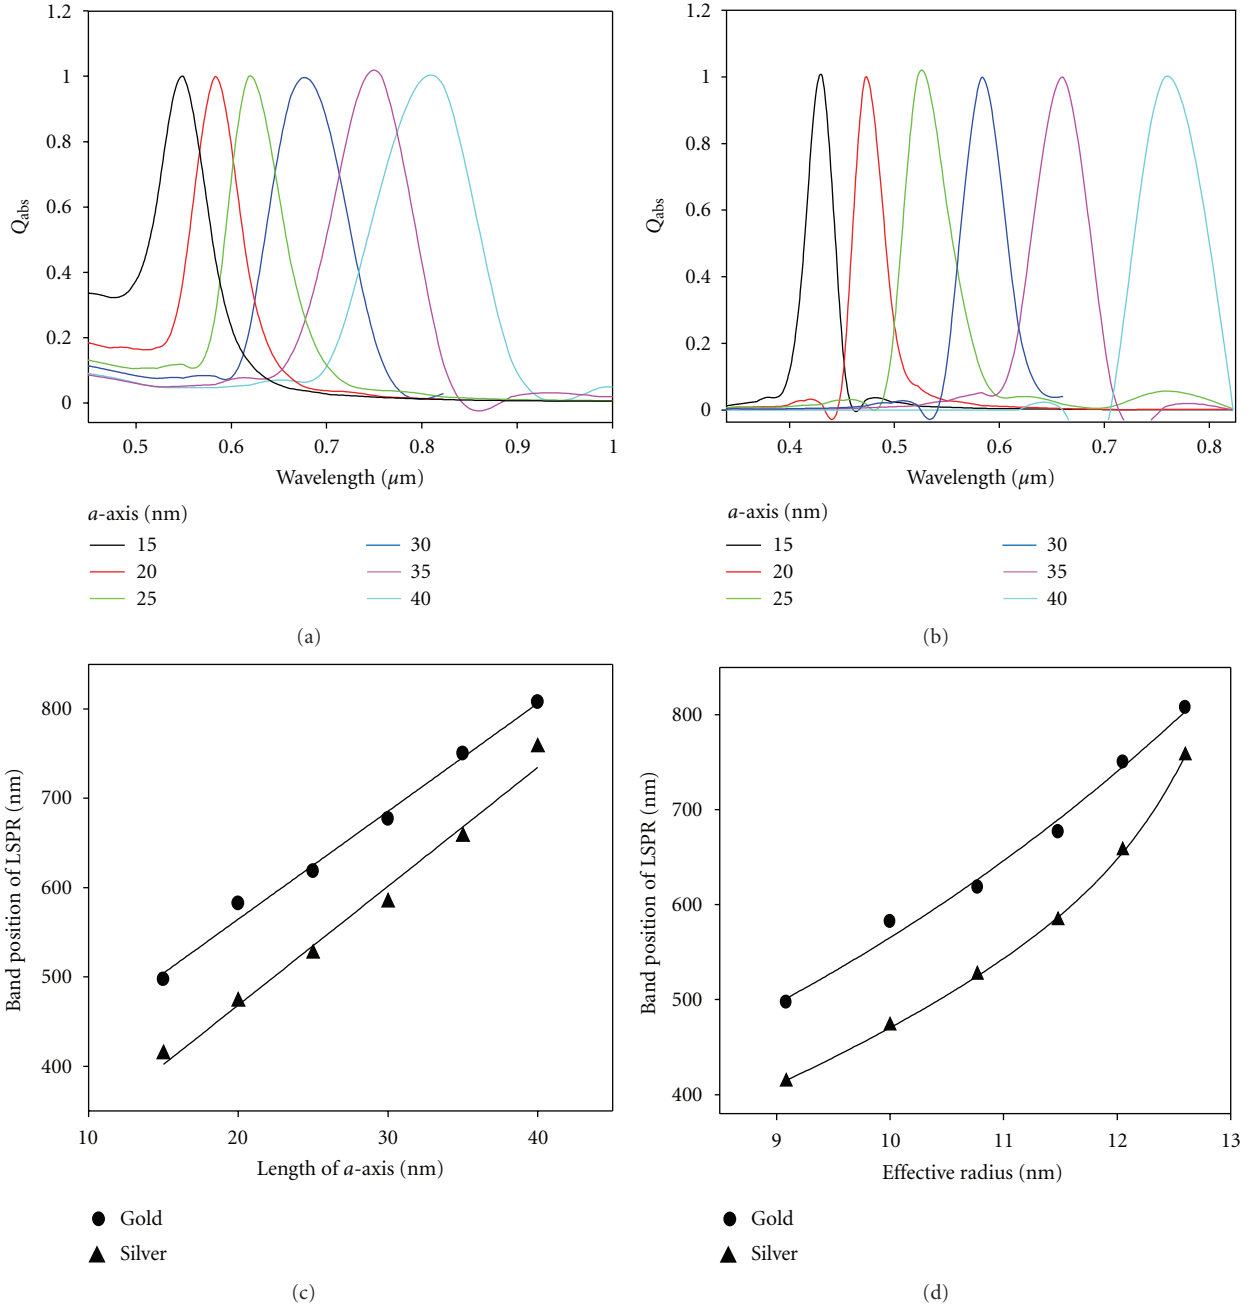 1.2
1
0.8
0.6
0.4
0.2
0
Qabs
0.5 0.6 0.7 0.8 0.9 1
Wavelength (μm)
a-axis (nm)
15 30
20 35
25 40
(a)
1.2
1
0.8
0.6
0.4
0.2
0
Qabs
0.4 0.5 0.6 0.7 0.8
Wavelength (μm)
a-axis (nm)
15 30
20 35
25 40
(b)
800
700
600
500
400
Band position of LSPR (nm)
10 20 30 40
Length of a-axis (nm)
Gold
Silver
(c)
800
700
600
500
400
Band position of LSPR (nm)
9 10 11 12 13
Effective radius (nm)
Gold
Silver
(d)